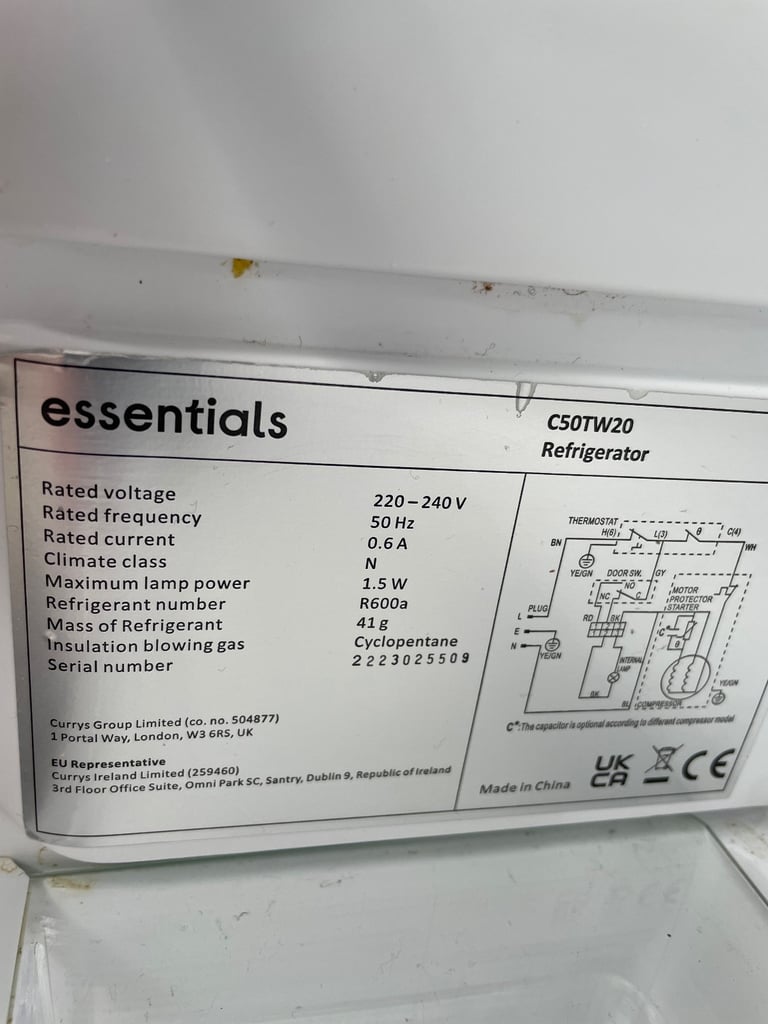 essentials
C50TW20
Refrigerator
Rated voltage 220–240 V
Rated frequency 50 Hz
Rated current 0.6 A
Climate class N
Maximum lamp power 1.5 W
Refrigerant number R600a
Mass of Refrigerant 41 g
Insulation blowing gas Cyclopentane
Serial number 2223025509
Currys Group Limited (co. no. 504877)
1 Portal Way, London, W3 6RS, UK
EU Representative
Currys Ireland Limited (259460)
3rd Floor Office Suite, Omni Park SC, Santry, Dublin 9, Republic of Ireland
THERMOSTAT
H(6) L(3) θ C(4)
BN WH
YE/GN DOOR SW. GY
NO
NC C
MOTOR
PROTECTOR
STARTER
PLUG
L
RD BK
C*
E
θ
N
YE/GN
INTERNAL
LAMP
YE/GN
BK
BL COMPRESSOR
C*:The capacitor is optional according to different compressor model
Made in China
UK
CA
CE